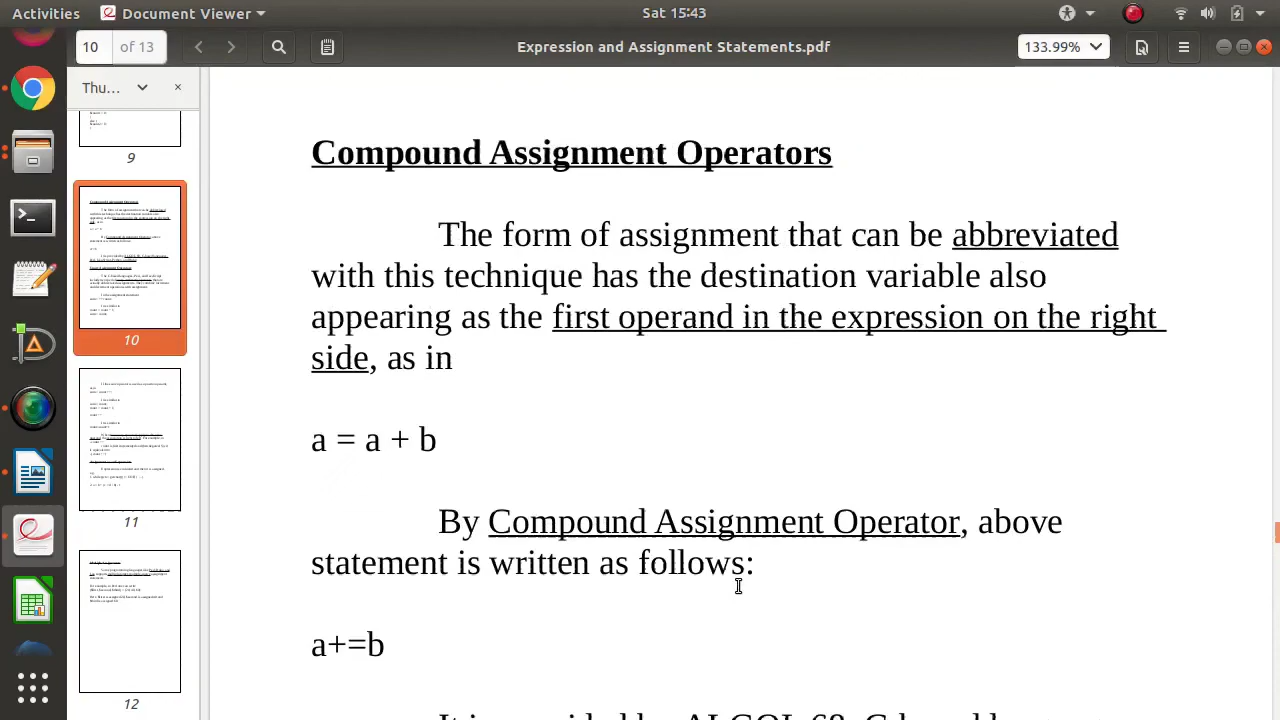 Activities Document Viewer Sat 15:43
10 of 13 Expression and Assignment Statements.pdf 133.99%
Thu... ×
9
10
11
12
Compound Assignment Operators
The form of assignment that can be abbreviated
with this technique has the destination variable also
appearing as the first operand in the expression on the right
side, as in
a = a + b
By Compound Assignment Operator, above
statement is written as follows:
a+=b